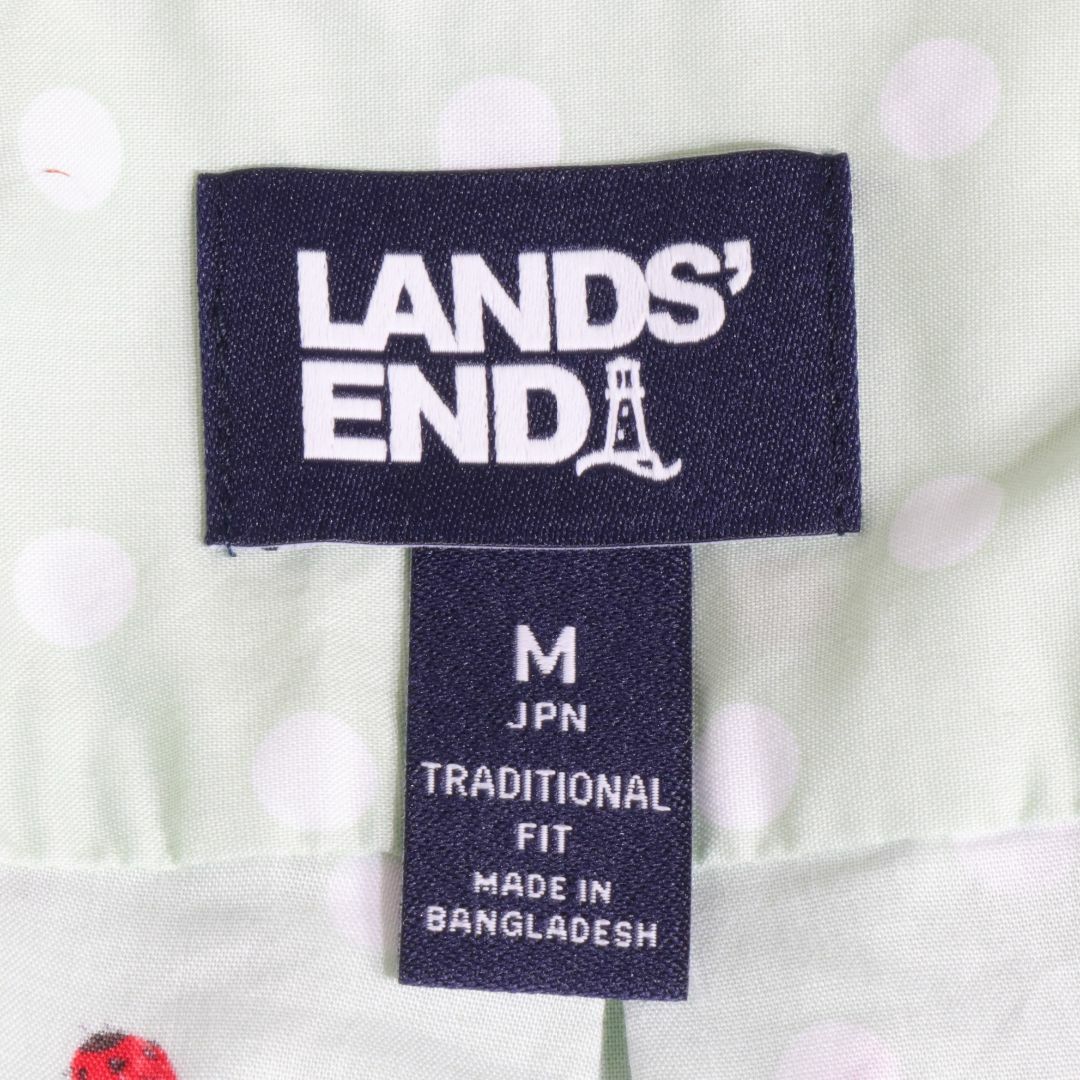 LANDS'
END
M
JPN
TRADITIONAL
FIT
MADE IN
BANGLADESH